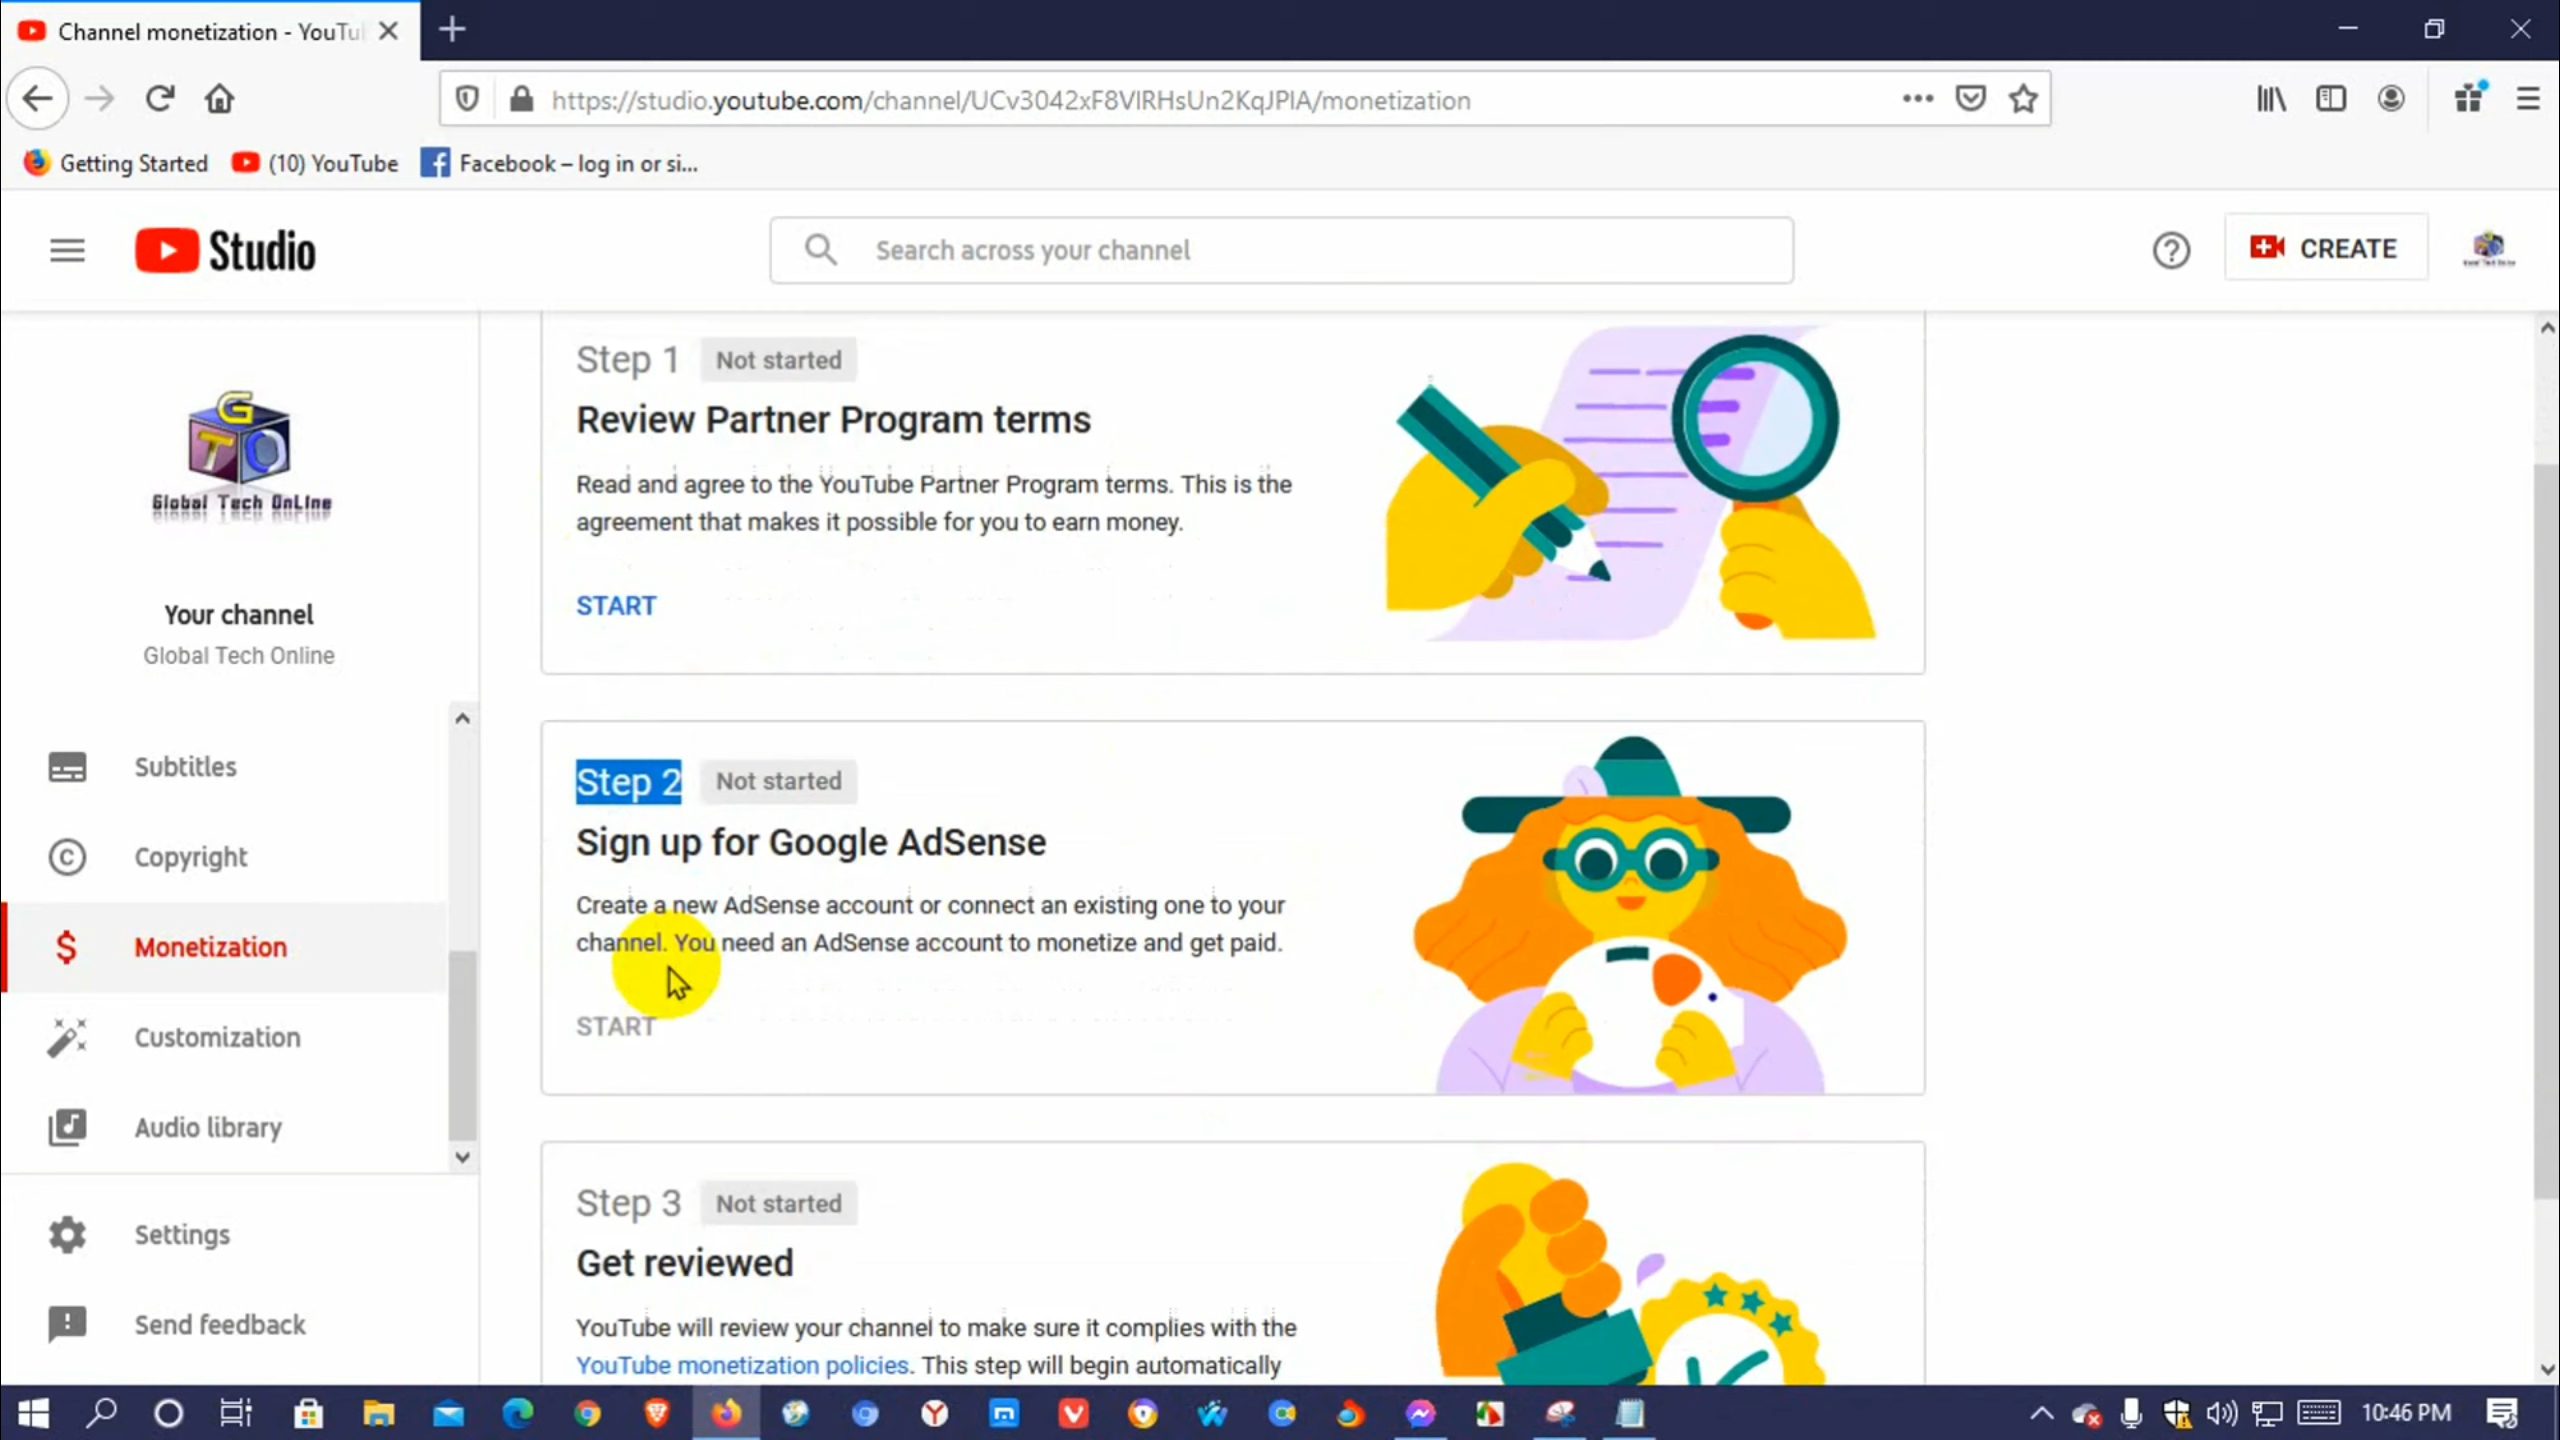 Channel monetization - YouTu
https://studio.youtube.com/channel/UCv3042xF8VlRHsUn2KqJPlA/monetization
Getting Started
(10) YouTube
Facebook – log in or si...
Studio
Search across your channel
CREATE
G
T O
Global Tech OnLine
Your channel
Global Tech Online
Subtitles
Copyright
Monetization
Customization
Audio library
Settings
Send feedback
Step 1 Not started
Review Partner Program terms
Read and agree to the YouTube Partner Program terms. This is the
agreement that makes it possible for you to earn money.
START
Step 2 Not started
Sign up for Google AdSense
Create a new AdSense account or connect an existing one to your
channel. You need an AdSense account to monetize and get paid.
START
Step 3 Not started
Get reviewed
YouTube will review your channel to make sure it complies with the
YouTube monetization policies. This step will begin automatically
10:46 PM